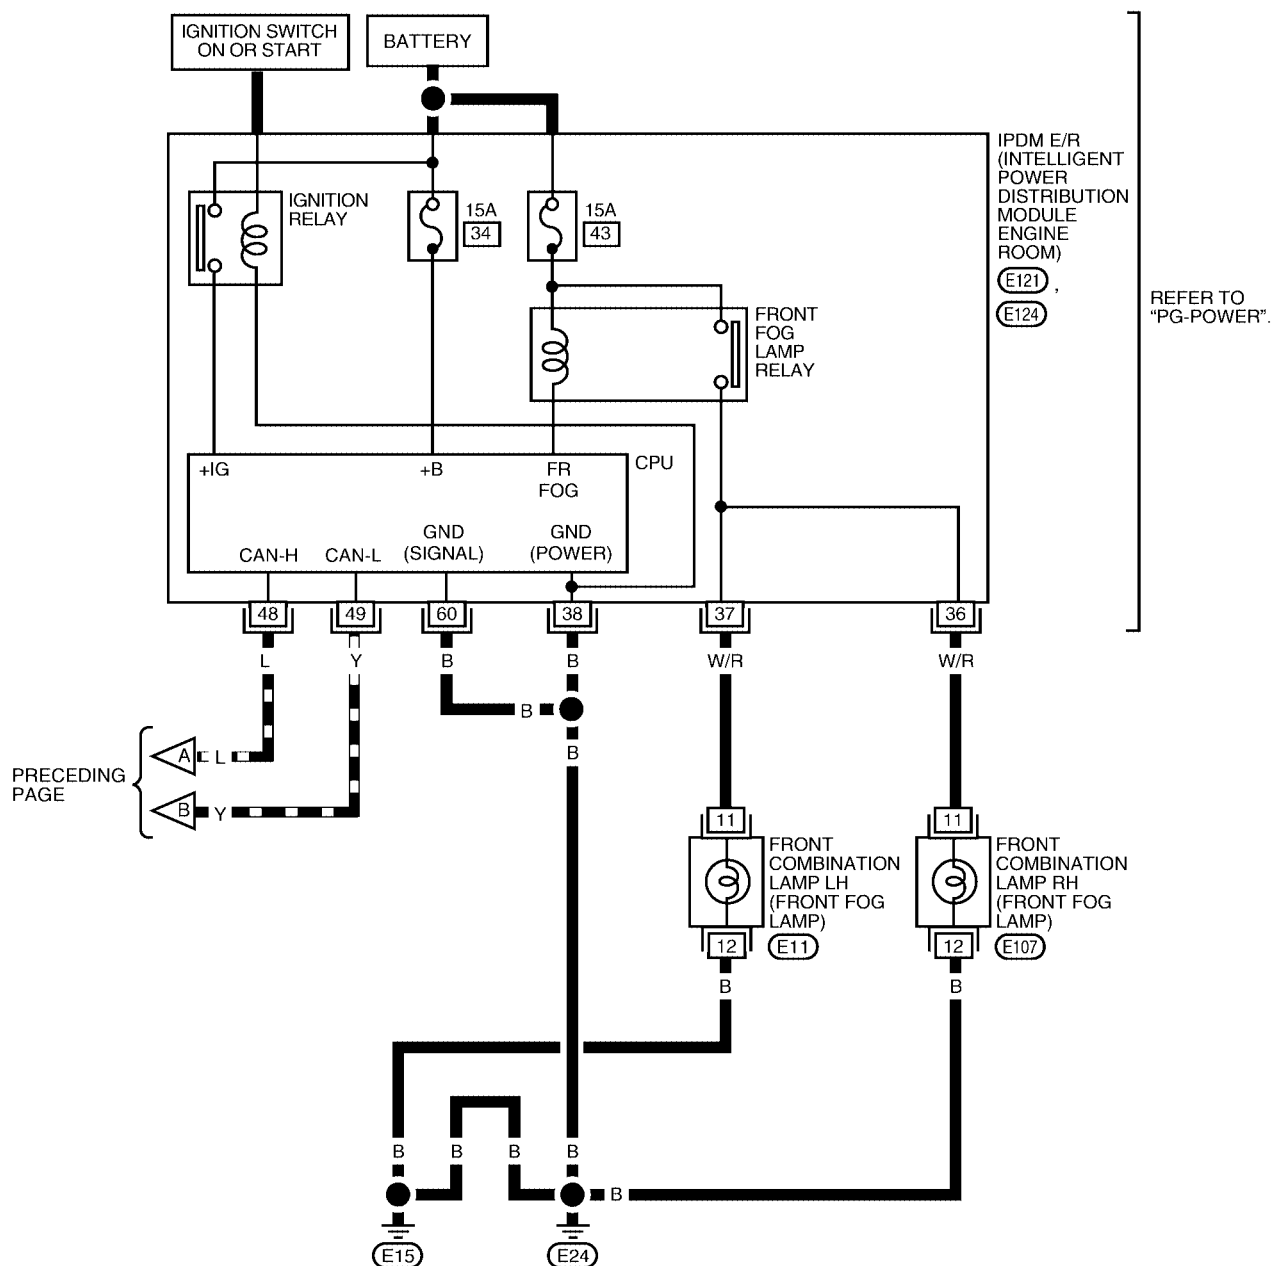 IGNITION SWITCH
ON OR START
BATTERY
IPDM E/R
(INTELLIGENT
POWER
DISTRIBUTION
MODULE
ENGINE
ROOM)
E121 ,
E124
REFER TO
“PG-POWER”.
IGNITION
RELAY
15A
34
15A
43
FRONT
FOG
LAMP
RELAY
CPU
+IG
+B
FR
FOG
CAN-H
CAN-L
GND
(SIGNAL)
GND
(POWER)
48
49
60
38
37
36
L
Y
B
B
W/R
W/R
B
B
PRECEDING
PAGE
A
L
B
Y
11
11
FRONT
COMBINATION
LAMP LH
(FRONT FOG
LAMP)
E11
FRONT
COMBINATION
LAMP RH
(FRONT FOG
LAMP)
E107
12
12
B
B
B
B
B
B
B
E15
E24